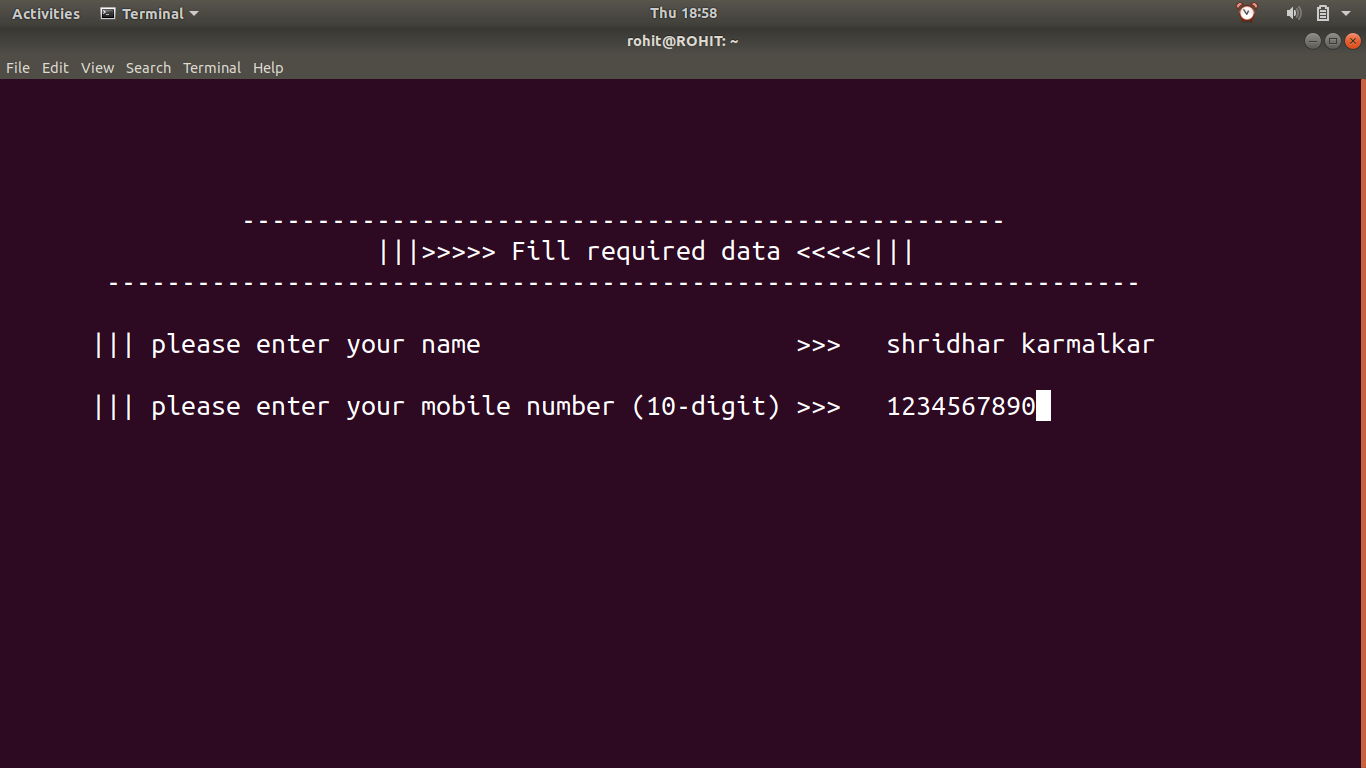 Activities Terminal Thu 18:58
rohit@ROHIT: ~
File Edit View Search Terminal Help
---------------------------------------------------
|||>>>>> Fill required data <<<<<|||
---------------------------------------------------------------------
||| please enter your name >>> shridhar karmalkar
||| please enter your mobile number (10-digit) >>> 1234567890